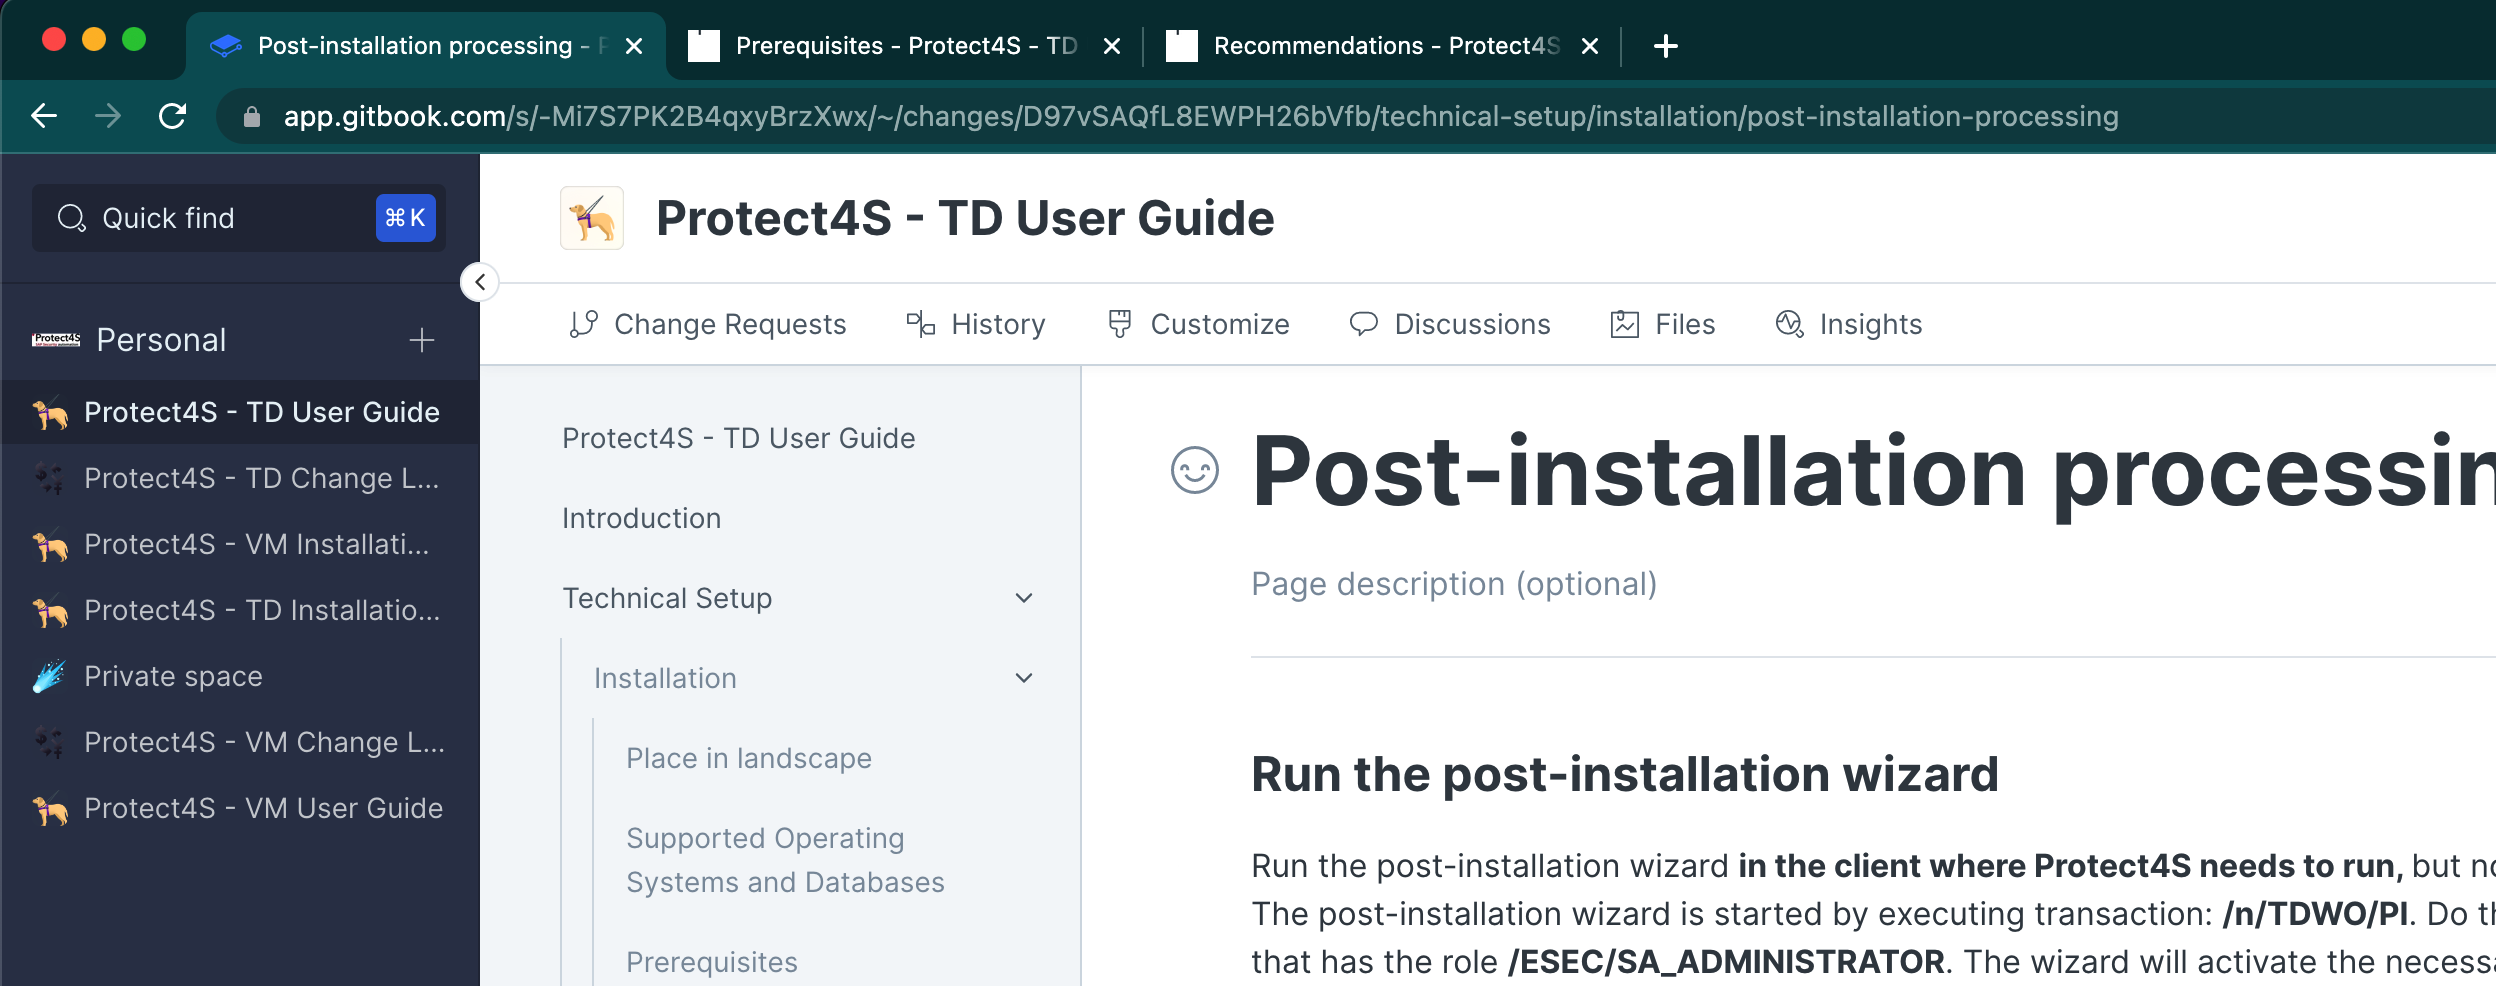 Post-installation processing -
Prerequisites - Protect4S - TD
Recommendations - Protect4S
app.gitbook.com/s/-Mi7S7PK2B4qxyBrzXwx/~/changes/D97vSAQfL8EWPH26bVfb/technical-setup/installation/post-installation-processing
Quick find
⌘K
Protect4S - TD User Guide
Change Requests
History
Customize
Discussions
Files
Insights
Protect4S
Personal
Protect4S - TD User Guide
Protect4S - TD Change L...
Protect4S - VM Installati...
Protect4S - TD Installatio...
Private space
Protect4S - VM Change L...
Protect4S - VM User Guide
Protect4S - TD User Guide
Introduction
Technical Setup
Installation
Place in landscape
Supported Operating
Systems and Databases
Prerequisites
Post-installation processin
Page description (optional)
Run the post-installation wizard
Run the post-installation wizard in the client where Protect4S needs to run, but
The post-installation wizard is started by executing transaction: /n/TDWO/PI. Do
that has the role /ESEC/SA_ADMINISTRATOR. The wizard will activate the